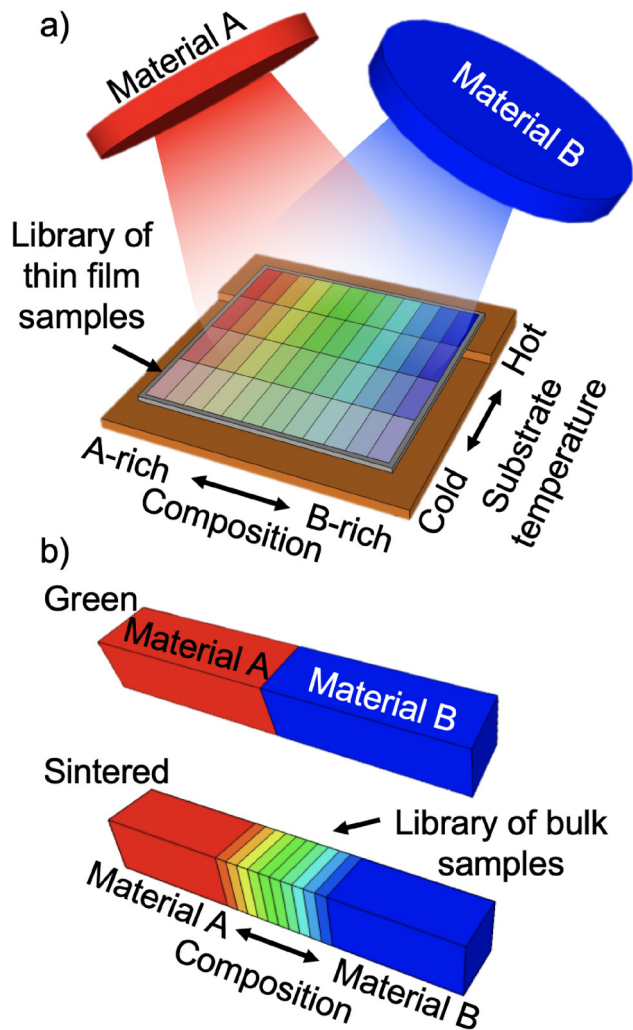 a)
Material A
Material B
Library of
thin film
samples
A-rich
B-rich
Composition
Cold
Hot
Substrate
temperature
b)
Green
Material A
Material B
Sintered
Library of bulk
samples
Material A
Composition
Material B